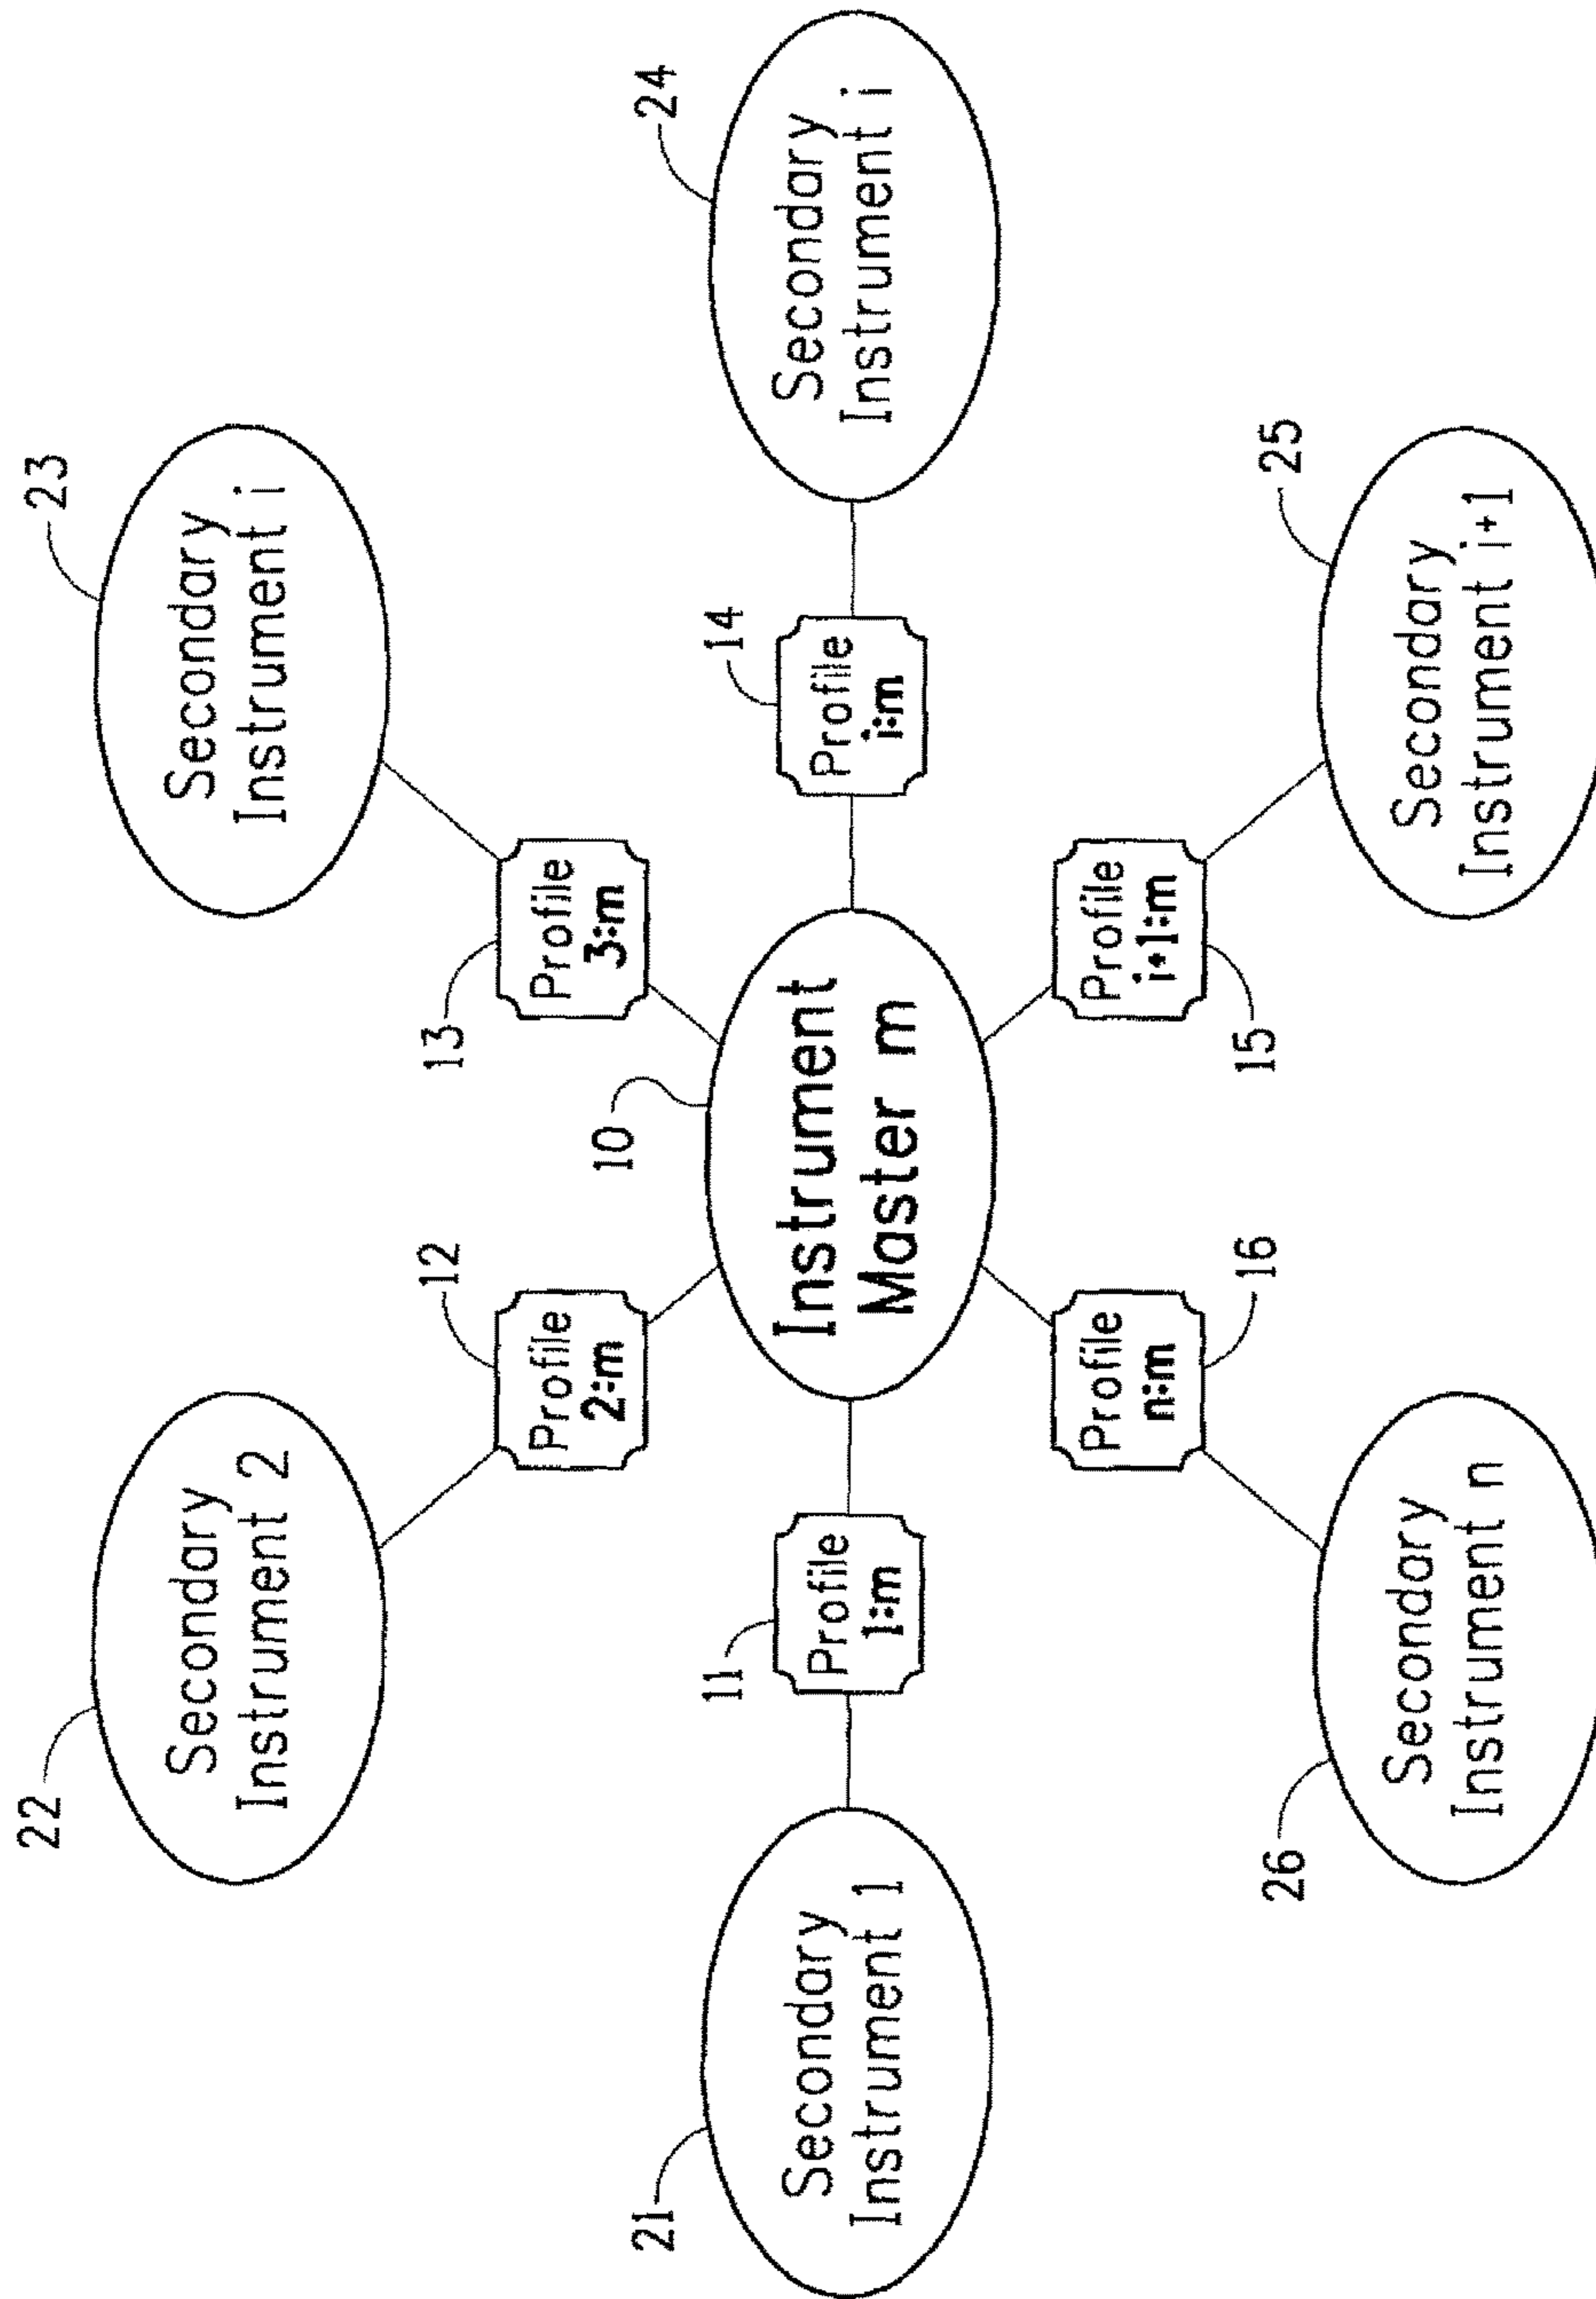 22
23
Secondary
Instrument 2
Secondary
Instrument i
12
13
Profile
2:m
Profile
3:m
21
11
10
14
24
Secondary
Instrument 1
Profile
1:m
Instrument
Master m
Profile
i:m
Secondary
Instrument i
Profile
n:m
Profile
i+1:m
16
15
26
25
Secondary
Instrument n
Secondary
Instrument i+1